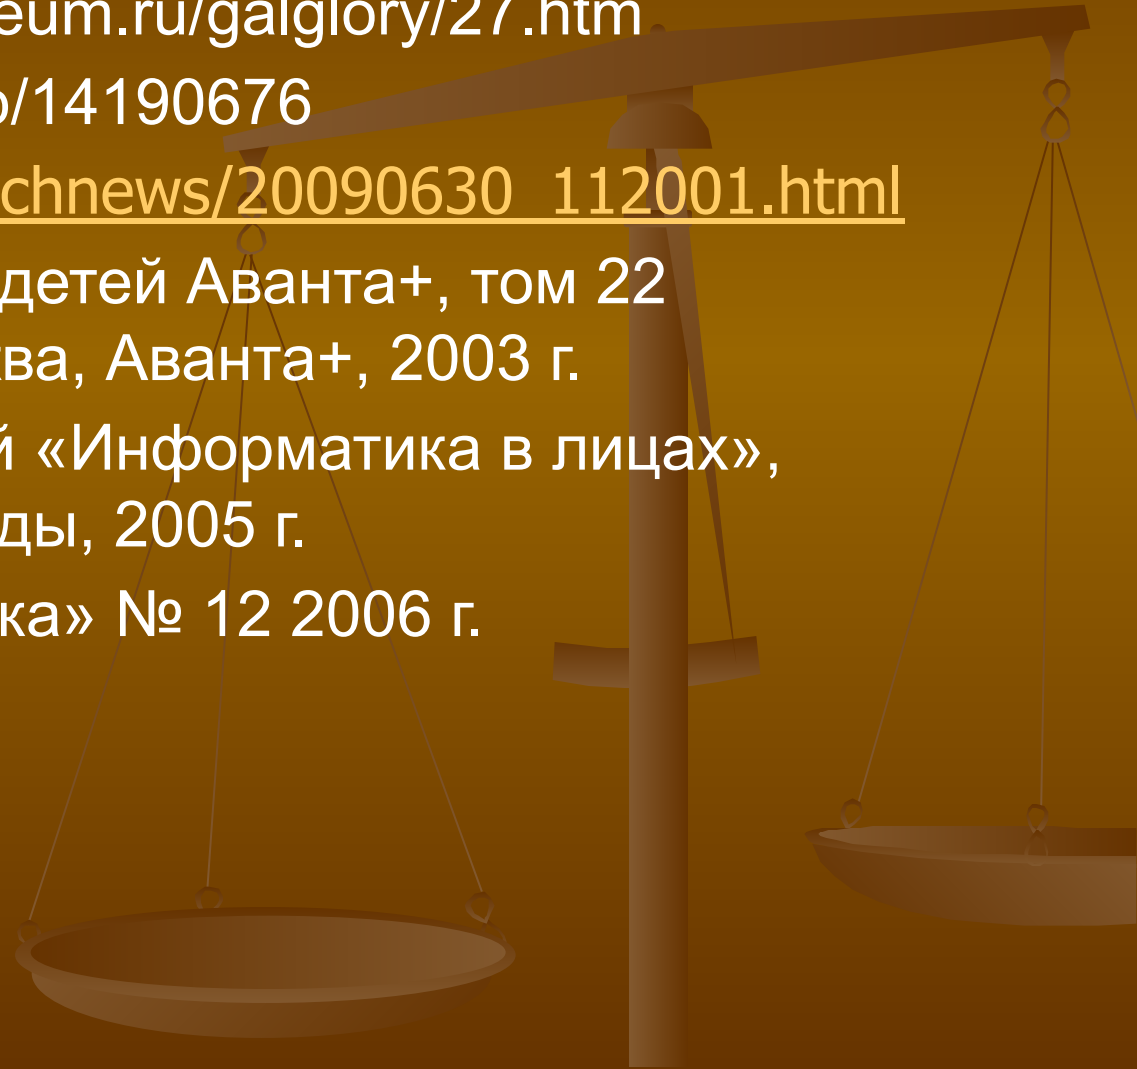 eum.ru/galglory/27.htm
o/14190676
chnews/20090630_112001.html
детей Аванта+, том 22
ква, Аванта+, 2003 г.
й «Информатика в лицах»,
ды, 2005 г.
ка» № 12 2006 г.